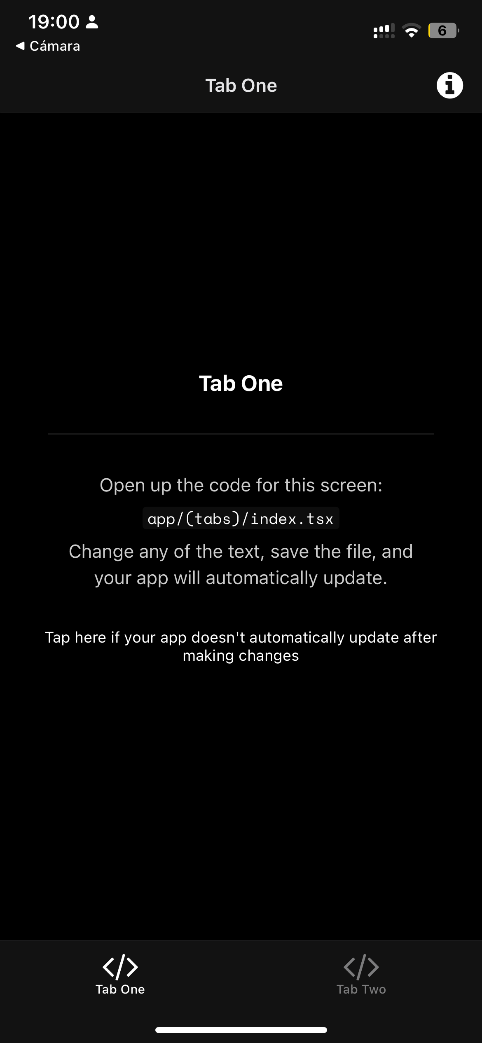 19:00
6
◀ Cámara
Tab One
Tab One
Open up the code for this screen:
app/(tabs)/index.tsx
Change any of the text, save the file, and
your app will automatically update.
Tap here if your app doesn't automatically update after
making changes
Tab One
Tab Two